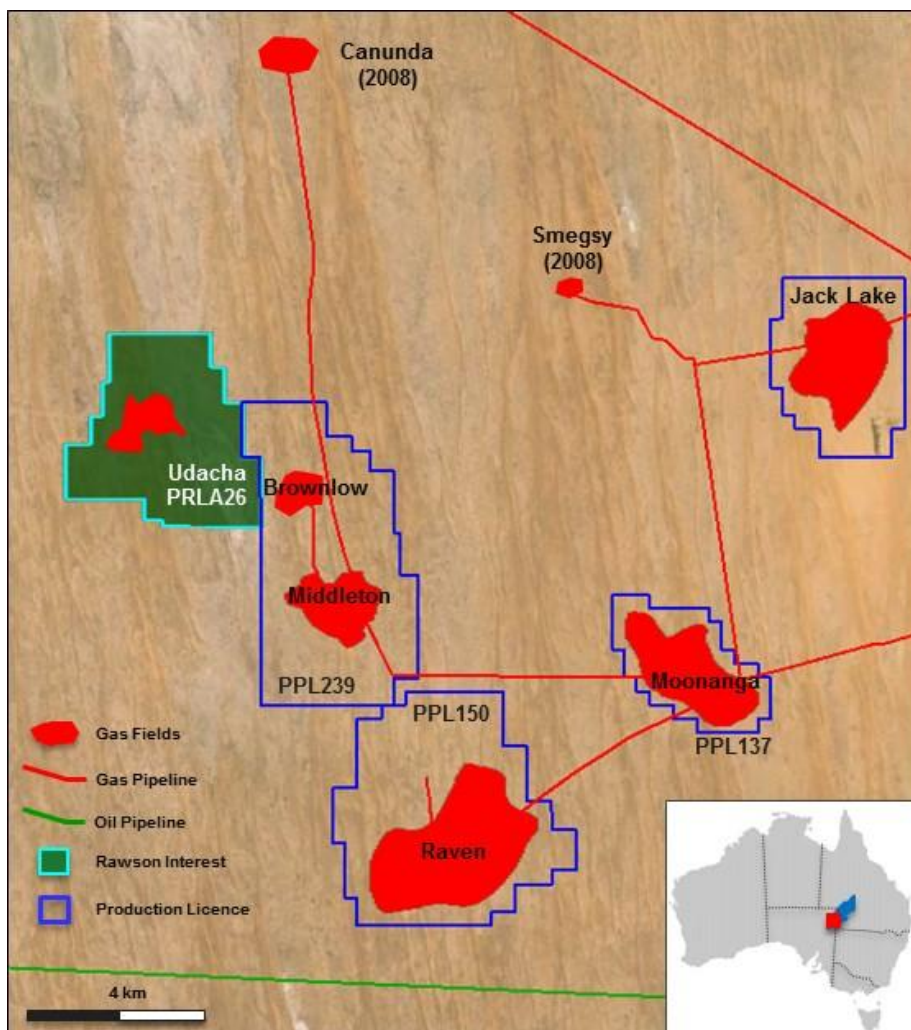 Canunda
(2008)
Smegsy
(2008)
Jack Lake
Udacha
PRLA26
Brownlow
Middleton
PPL239
PPL150
Moonanga
PPL137
Raven
Gas Fields
Gas Pipeline
Oil Pipeline
Rawson Interest
Production Licence
4 km